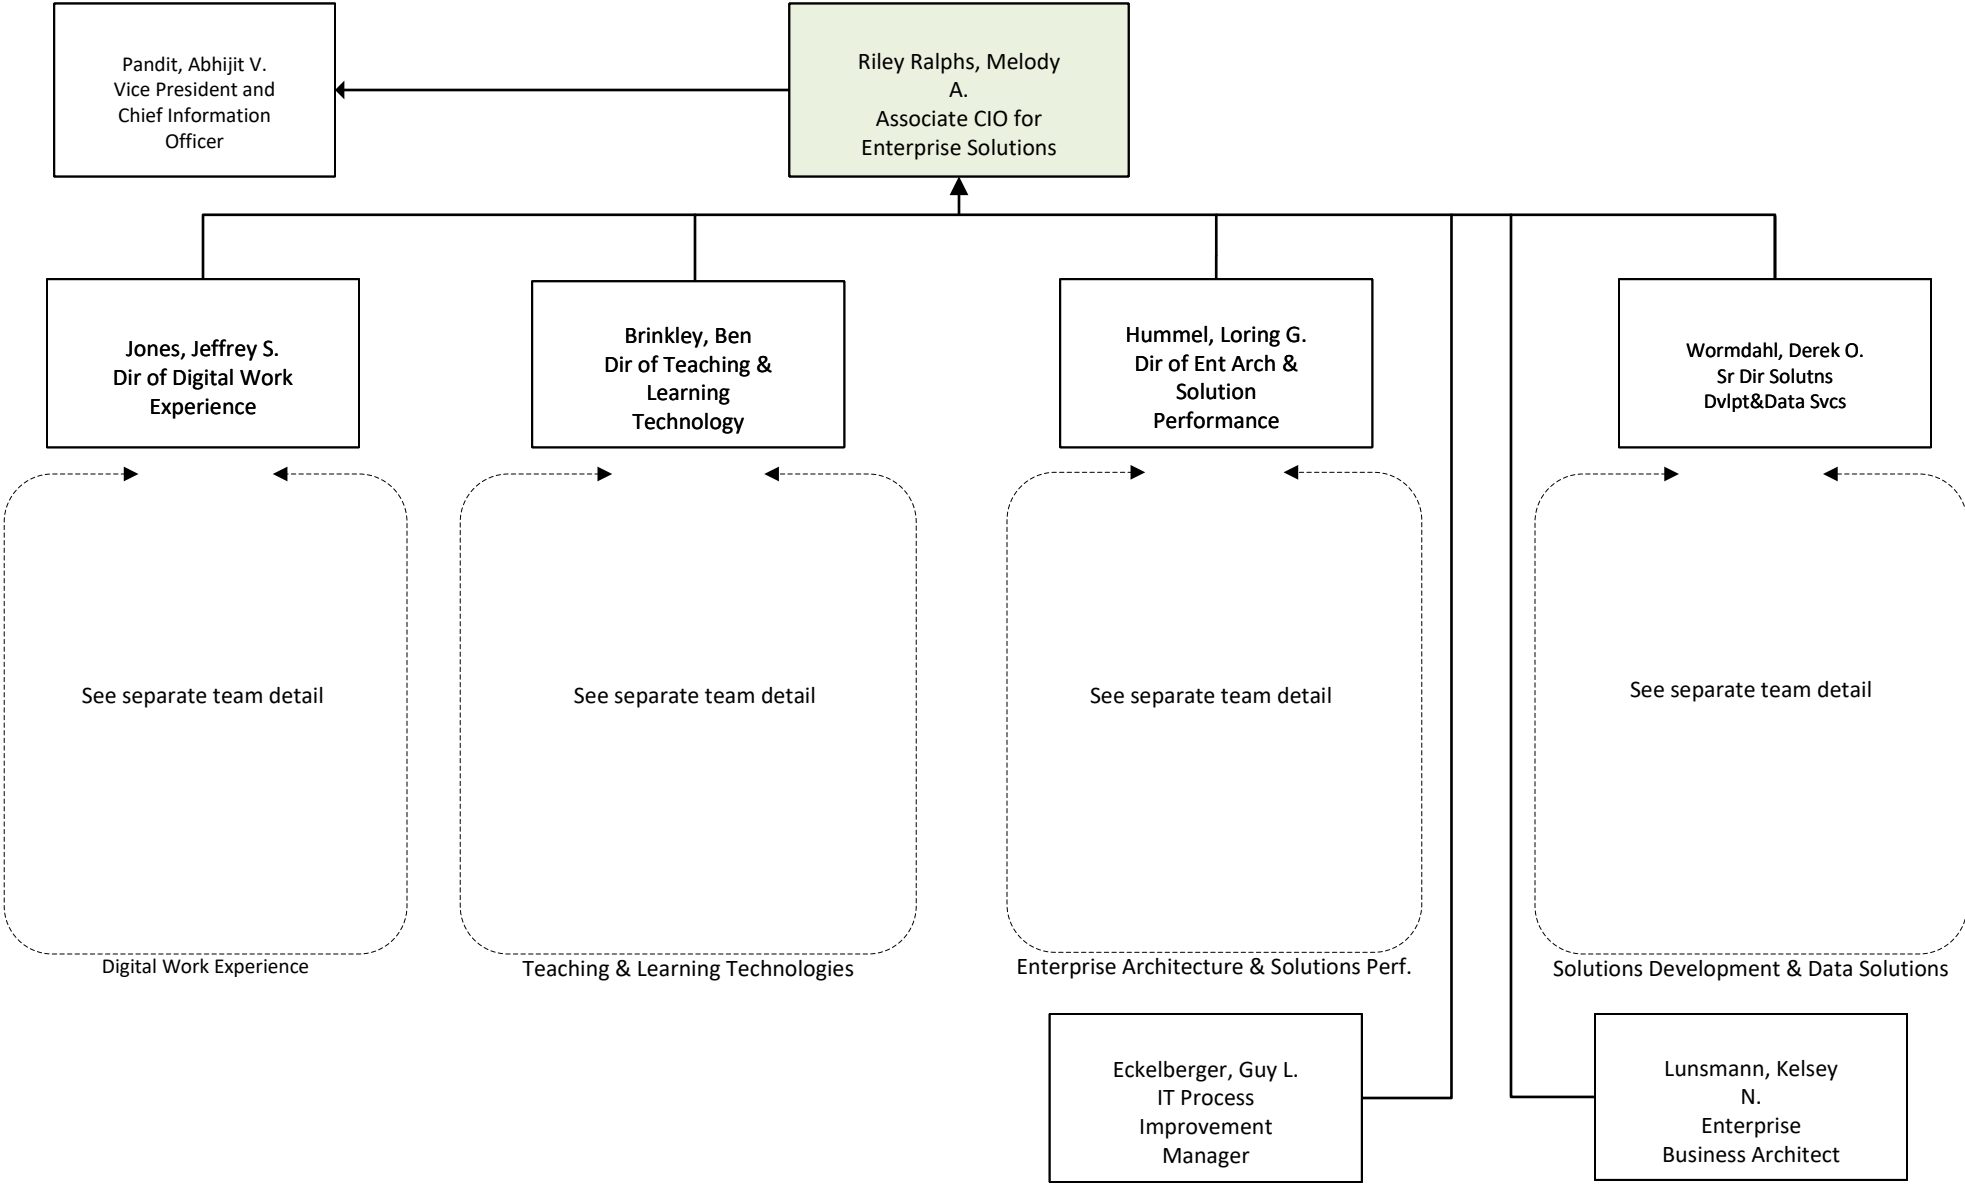 Pandit, Abhijit V.
Vice President and
Chief Information
Officer
Riley Ralphs, Melody
A.
Associate CIO for
Enterprise Solutions
Jones, Jeffrey S.
Dir of Digital Work
Experience
Brinkley, Ben
Dir of Teaching &
Learning
Technology
Hummel, Loring G.
Dir of Ent Arch &
Solution
Performance
Wormdahl, Derek O.
Sr Dir Solutns
Dvlpt&Data Svcs
See separate team detail
See separate team detail
See separate team detail
See separate team detail
Digital Work Experience
Teaching & Learning Technologies
Enterprise Architecture & Solutions Perf.
Solutions Development & Data Solutions
Eckelberger, Guy L.
IT Process
Improvement
Manager
Lunsmann, Kelsey
N.
Enterprise
Business Architect